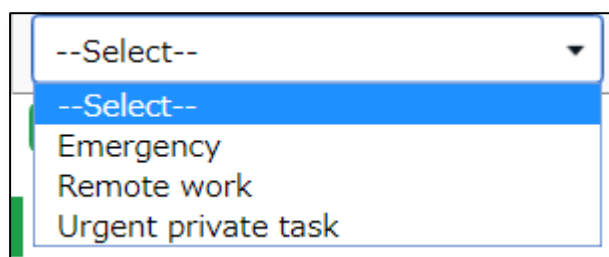 --Select--
--Select--
Emergency
Remote work
Urgent private task